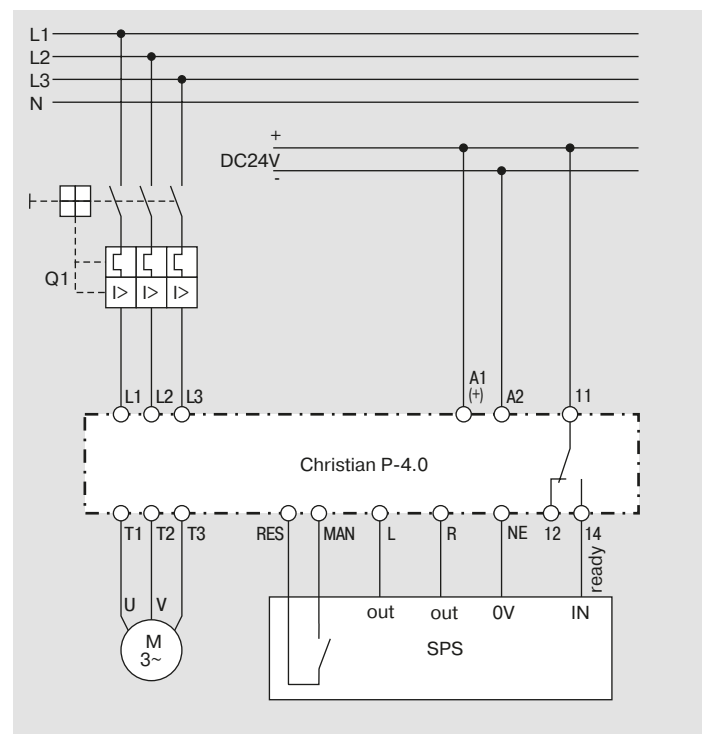 L1
L2
L3
N
+
DC24V
-
Q1
I> I> I>
L1 L2 L3
A1
(+) A2 11
Christian P-4.0
T1 T2 T3 RES MAN L R NE 12 14
ready
U V
M
3~
out out 0V IN
SPS